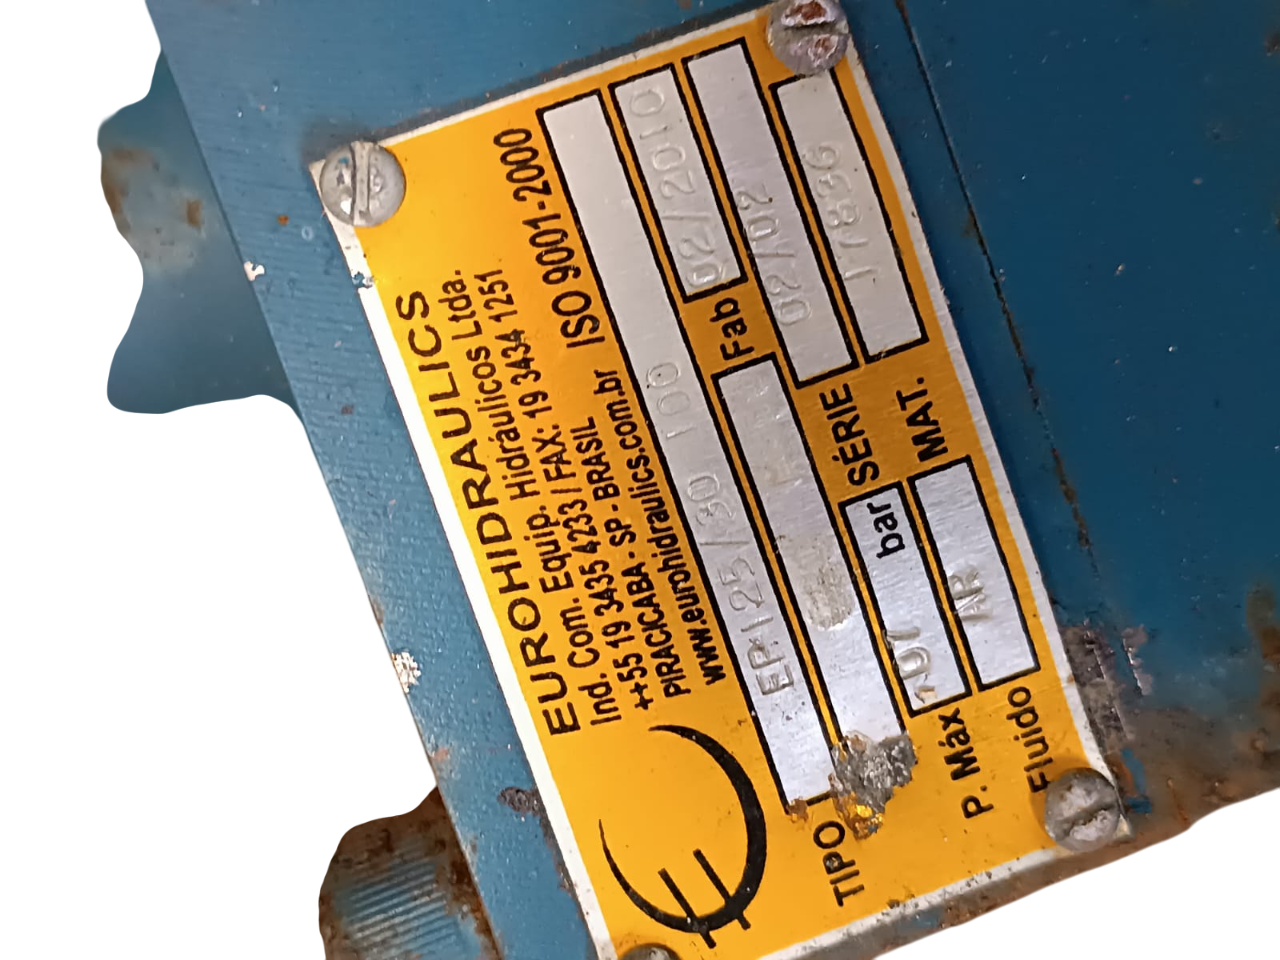 EUROHIDRAULICS
Ind. Com. Equip. Hidráulicos Ltda.
++55 19 3435 4233 / FAX: 19 3434 1251
PIRACICABA - SP - BRASIL ISO 9001-2000
www.eurohidraulics.com.br
TIPO EP125/30 100
Fab 02/2010
P. Máx bar SÉRIE 02/02
Fluido AR MAT. 17836